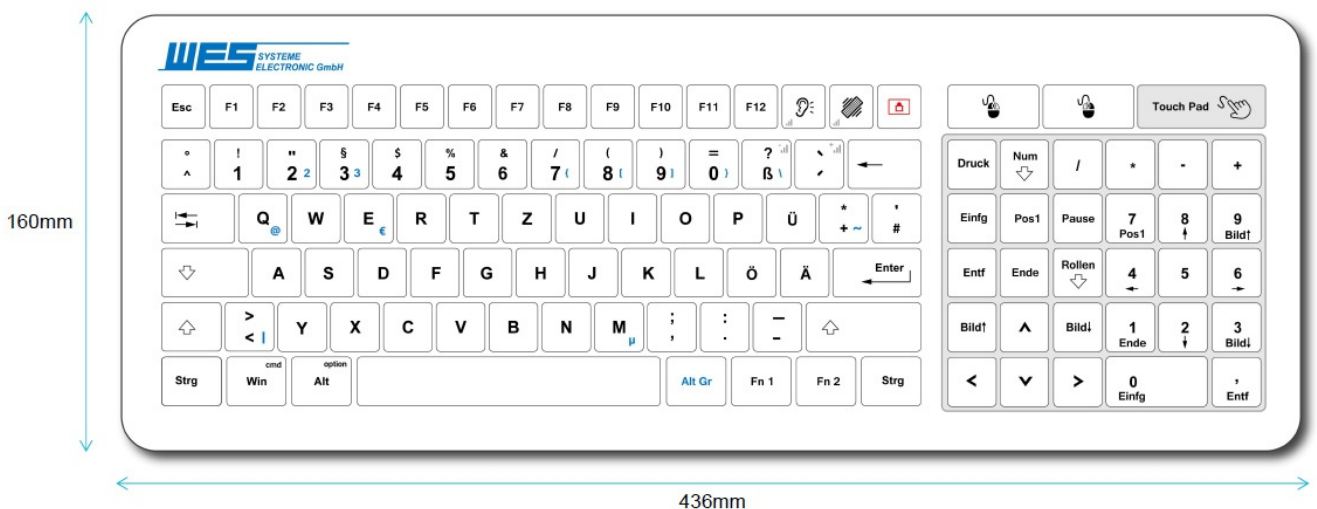 WES SYSTEME
ELECTRONIC GmbH
Esc F1 F2 F3 F4 F5 F6 F7 F8 F9 F10 F11 F12 Touch Pad
° ! " § $ % & / ( ) = ? `
^ 1 2 2 3 3 4 5 6 7 { 8 [ 9 ] 0 } ß \ ´ Druck Num / * - +
160mm
Q @ W E € R T Z U I O P Ü * + ~ ' # Einfg Pos1 Pause 7 Pos1 8 9 Bild↑
A S D F G H J K L Ö Ä Enter Entf Ende Rollen 4 ← 5 6 →
> < | Y X C V B N M µ ; , : . _ - Bild↑ ^ Bild↓ 1 Ende 2 3 Bild↓
Strg cmd Win option Alt Alt Gr Fn 1 Fn 2 Strg < v > 0 Einfg , Entf
436mm